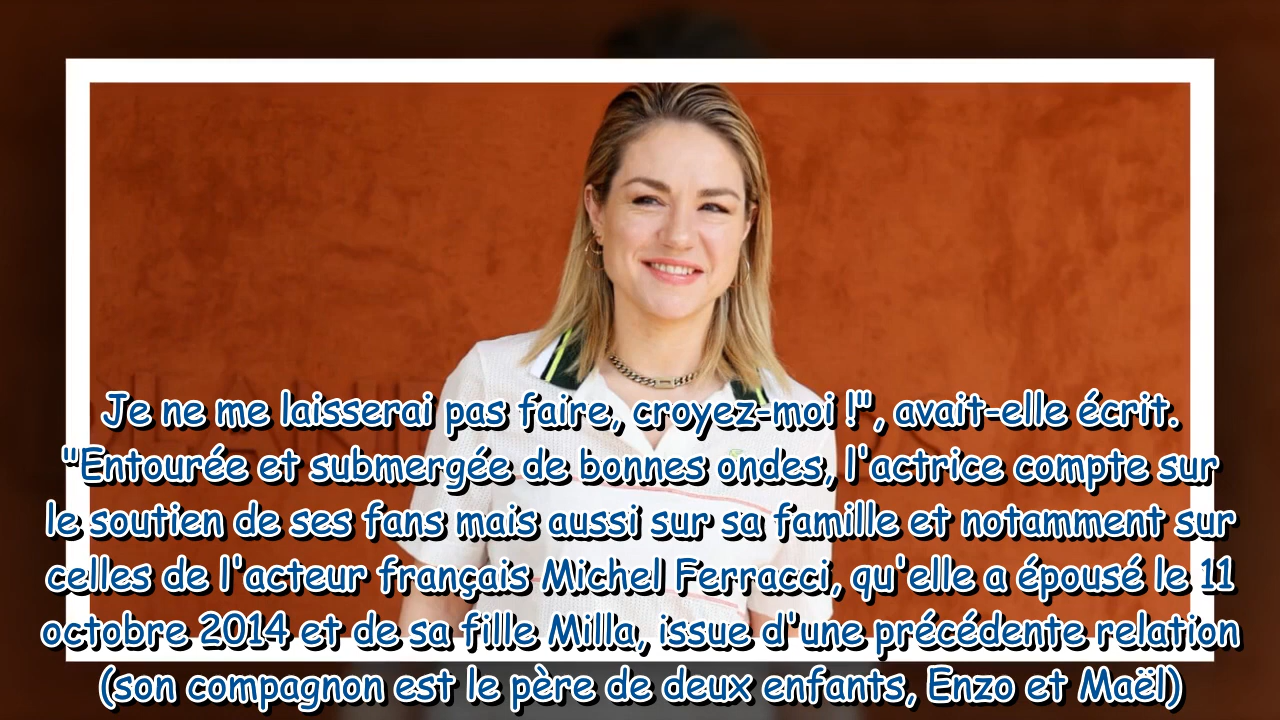 Je ne me laisserai pas faire, croyez-moi !", avait-elle écrit.
"Entourée et submergée de bonnes ondes, l'actrice compte sur
le soutien de ses fans mais aussi sur sa famille et notamment sur
celles de l'acteur français Michel Ferracci, qu'elle a épousé le 11
octobre 2014 et de sa fille Milla, issue d'une précédente relation
(son compagnon est le père de deux enfants, Enzo et Maël)